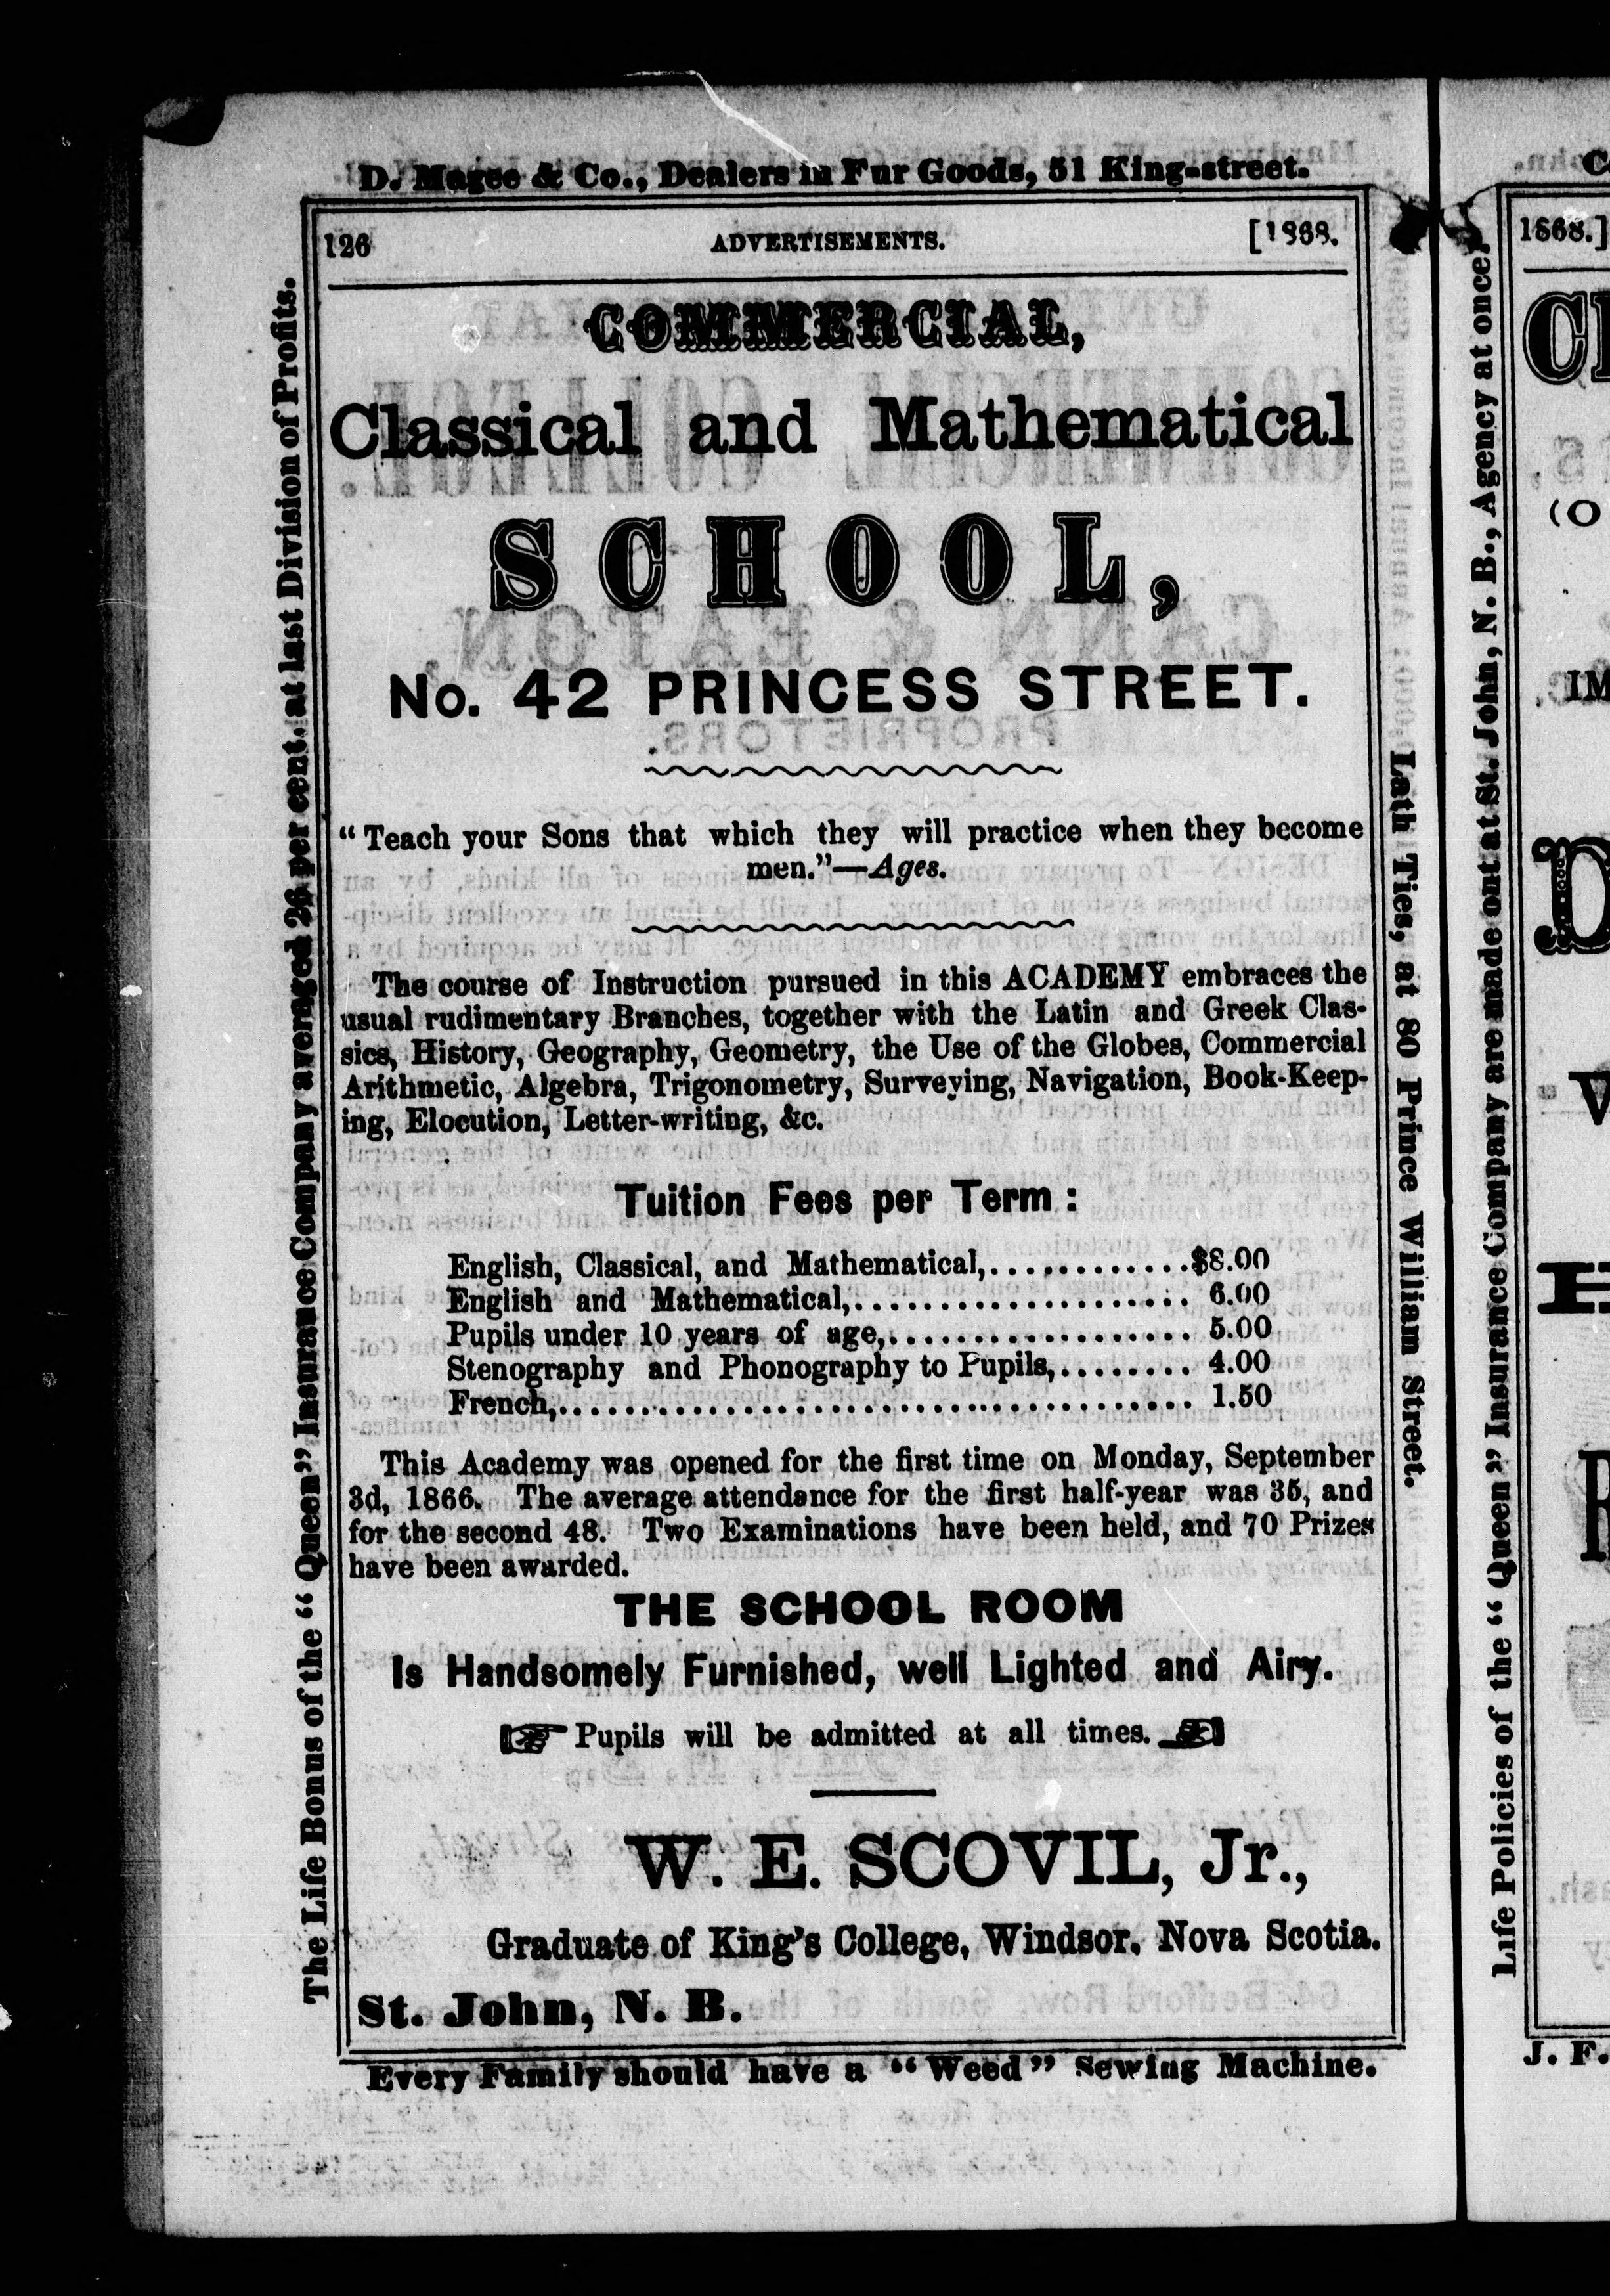 D. Magee & Co., Dealers in Fur Goods, 51 King-street.
126 ADVERTISEMENTS. [1868.
COMMERCIAL,
Classical and Mathematical
SCHOOL,
No. 42 PRINCESS STREET.
"Teach your Sons that which they will practice when they become
men."—Ages.
The course of Instruction pursued in this ACADEMY embraces the
usual rudimentary Branches, together with the Latin and Greek Clas-
sics, History, Geography, Geometry, the Use of the Globes, Commercial
Arithmetic, Algebra, Trigonometry, Surveying, Navigation, Book-Keep-
ing, Elocution, Letter-writing, &c.
Tuition Fees per Term:
English, Classical, and Mathematical,............$8.00
English and Mathematical,................... 6.00
Pupils under 10 years of age,................. 5.00
Stenography and Phonography to Pupils,........ 4.00
French,..................................... 1.50
This Academy was opened for the first time on Monday, September
3d, 1866. The average attendance for the first half-year was 35, and
for the second 48. Two Examinations have been held, and 70 Prizes
have been awarded.
THE SCHOOL ROOM
Is Handsomely Furnished, well Lighted and Airy.
☞ Pupils will be admitted at all times. ☜
W. E. SCOVIL, Jr.,
Graduate of King's College, Windsor, Nova Scotia.
St. John, N. B.
Every Family should have a "Weed" Sewing Machine.
The Life Bonus of the "Queen" Insurance Company averaged 26 per cent. at last Division of Profits.
Lath Ties, at 80 Prince William Street.
Life Policies of the "Queen" Insurance Company are made out at St. John, N. B., Agency at once.
1868.]
(O
IM
J. F.